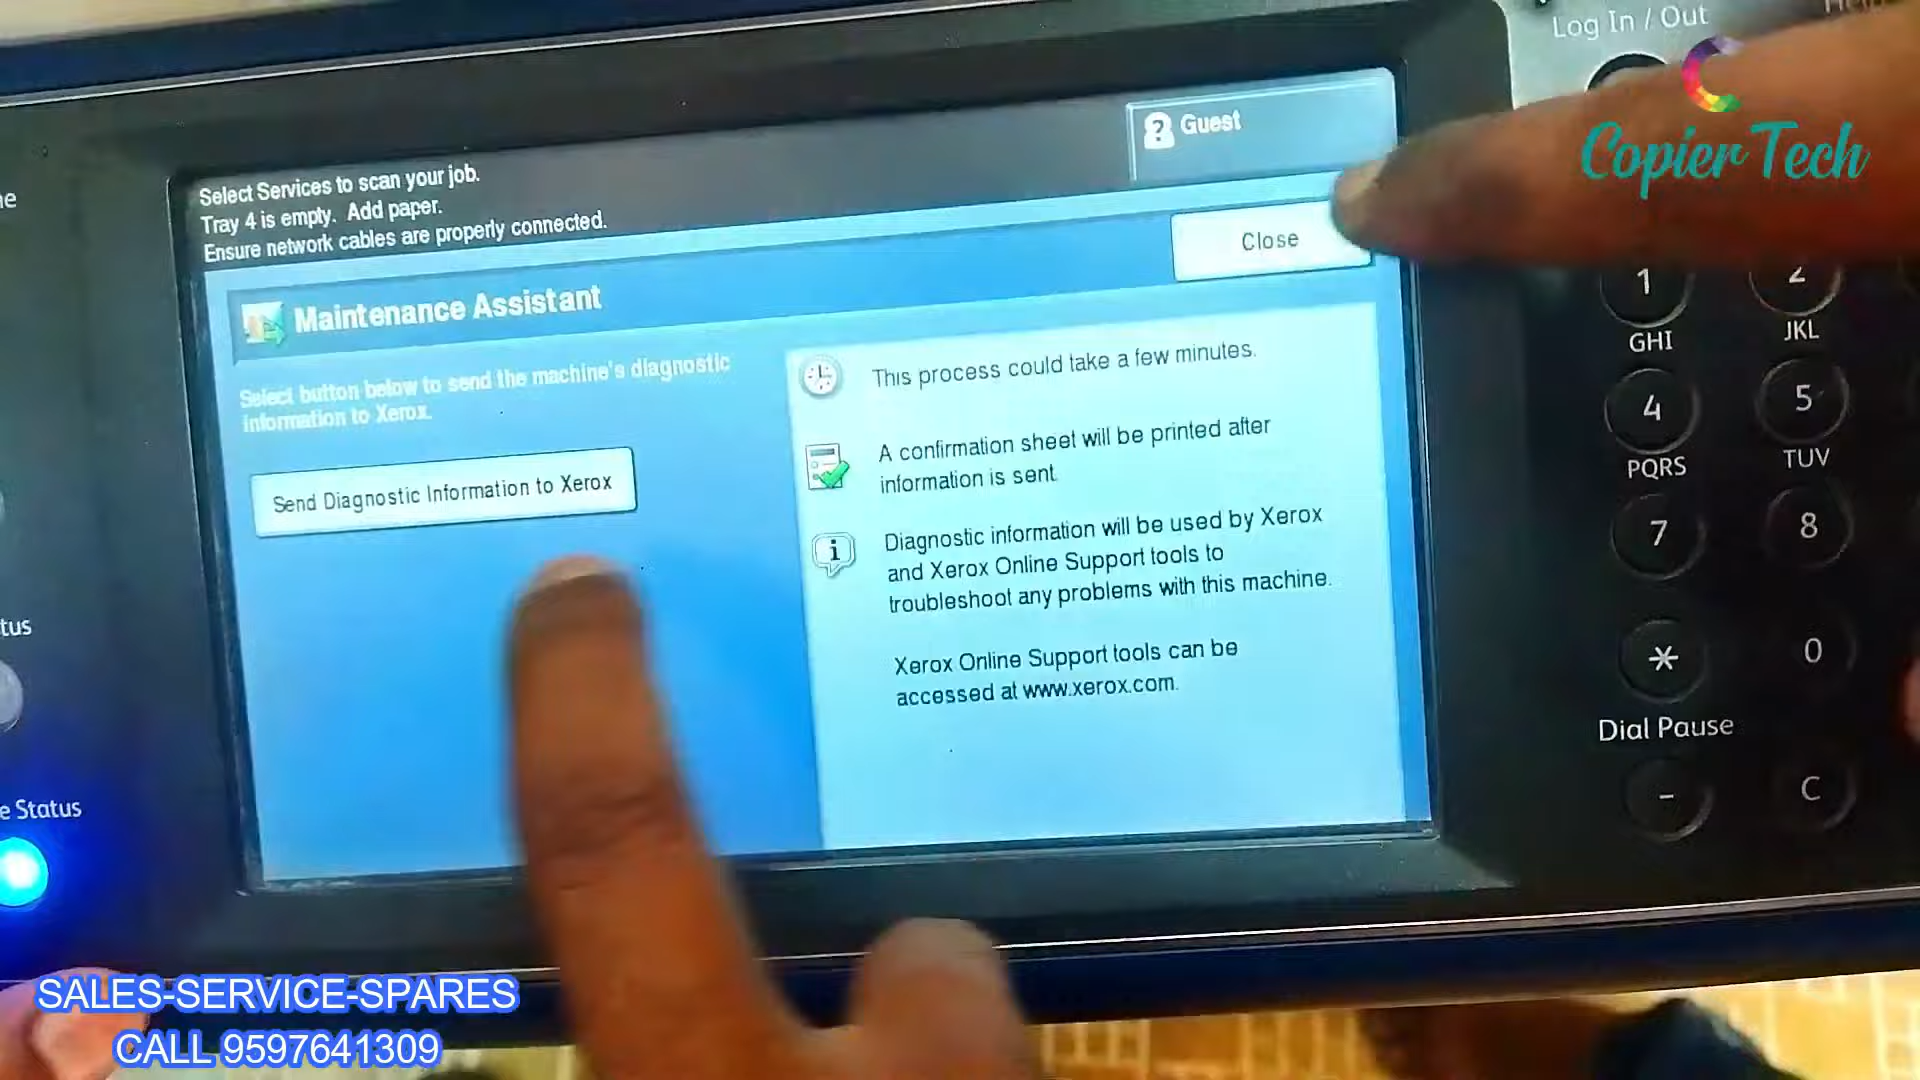 Log In / Out
Copier Tech
? Guest
Select Services to scan your job.
Tray 4 is empty. Add paper.
Ensure network cables are properly connected.
Close
Maintenance Assistant
Select button below to send the machine's diagnostic
information to Xerox.
Send Diagnostic Information to Xerox
This process could take a few minutes.
A confirmation sheet will be printed after
information is sent.
i
Diagnostic information will be used by Xerox
and Xerox Online Support tools to
troubleshoot any problems with this machine.
Xerox Online Support tools can be
accessed at www.xerox.com.
1
2
GHI
JKL
4
5
PQRS
TUV
7
8
*
0
Dial Pause
-
C
tus
e Status
SALES-SERVICE-SPARES
CALL 9597641309